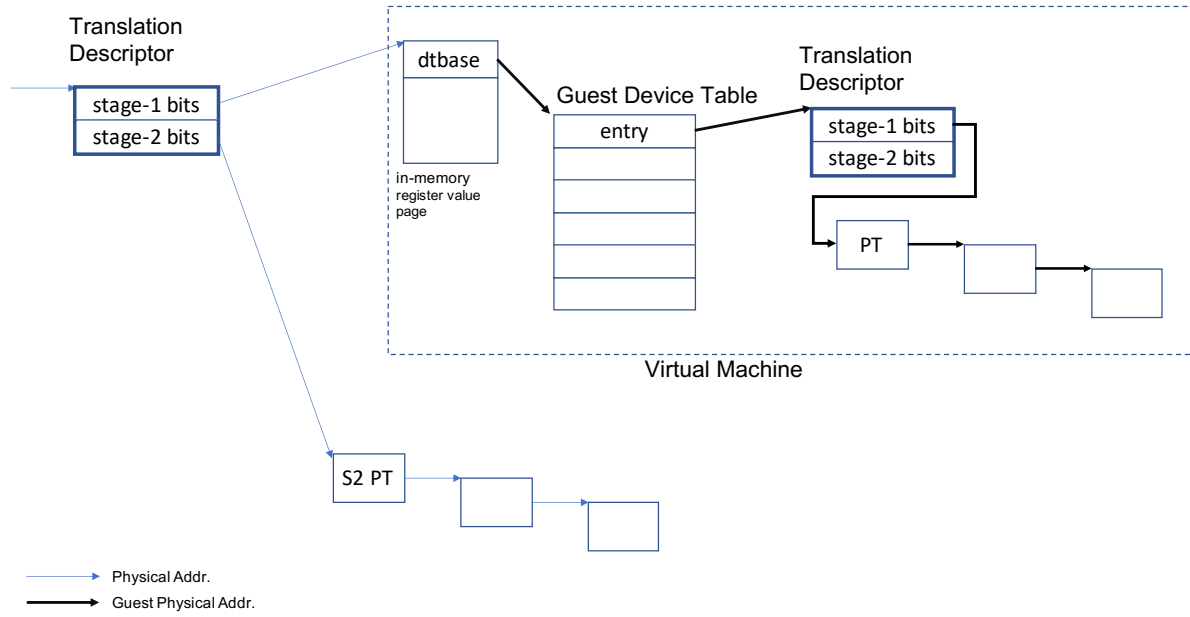 Translation
Descriptor
stage-1 bits
stage-2 bits
dtbase
in-memory
register value
page
Guest Device Table
entry
Translation
Descriptor
stage-1 bits
stage-2 bits
PT
Virtual Machine
S2 PT
Physical Addr.
Guest Physical Addr.